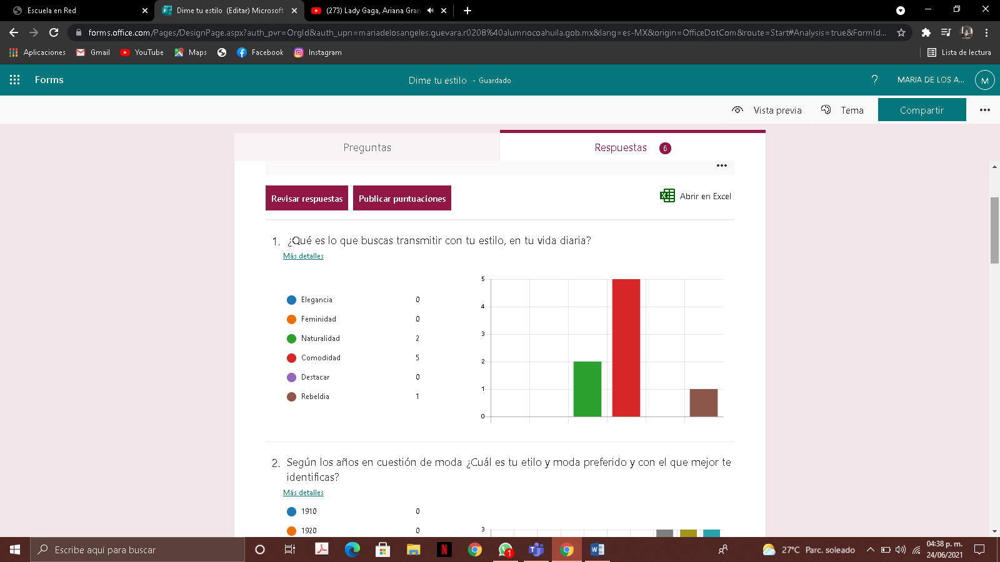 Escuela en Red
Dime tu estilo (Editar) Microsoft
(273) Lady Gaga, Ariana Gran
forms.office.com/Pages/DesignPage.aspx?auth_pvr=OrgId&auth_upn=mariadelosangeles.guevara.r0208%40alumnocoahuila.gob.mx&lang=es-MX&origin=OfficeDotCom&route=Start#Analysis=true&FormId...
Aplicaciones Gmail YouTube Maps Facebook Instagram Lista de lectura
Forms Dime tu estilo - Guardado ? MARIA DE LOS A... M
Vista previa Tema Compartir
Preguntas Respuestas 6
Revisar respuestas Publicar puntuaciones Abrir en Excel
1. ¿Qué es lo que buscas transmitir con tu estilo, en tu vida diaria?
Más detalles
Elegancia 0
Feminidad 0
Naturalidad 2
Comodidad 5
Destacar 0
Rebeldia 1
5
4
3
2
1
0
2. Según los años en cuestión de moda ¿Cuál es tu etilo y moda preferido y con el que mejor te
identificas?
Más detalles
1910 0
1920 0
3
Escribe aquí para buscar
1
27°C Parc. soleado
04:38 p. m.
24/06/2021